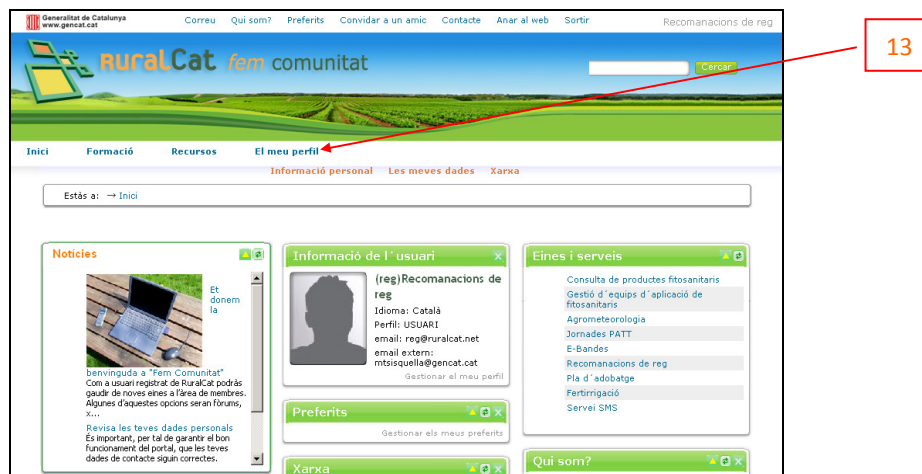 Generalitat de Catalunya
www.gencat.cat
Correu Qui som? Preferits Convidar a un amic Contacte Anar al web Sortir
Recomanacions de reg
13
RuralCat fem comunitat
Cercar
Inici Formació Recursos El meu perfil
Informació personal Les meves dades Xarxa
Estàs a: → Inici
Notícies
Et
donem
la
benvinguda a "Fem Comunitat"
Com a usuari registrat de RuralCat podràs
gaudir de noves eines a l'àrea de membres.
Algunes d'aquestes opcions seran fòrums,
x...
Revisa les teves dades personals
És important, per tal de garantir el bon
funcionament del portal, que les teves
dades de contacte siguin correctes.
Informació de l´usuari
(reg)Recomanacions de
reg
Idioma: Català
Perfil: USUARI
email: reg@ruralcat.net
email extern:
mtsisquella@gencat.cat
Gestionar el meu perfil
Preferits
Gestionar els meus preferits
Xarxa
Eines i serveis
Consulta de productes fitosanitaris
Gestió d´equips d´aplicació de
fitosanitaris
Agrometeorologia
Jornades PATT
E-Bandes
Recomanacions de reg
Pla d´adobatge
Fertirrigació
Servei SMS
Qui som?